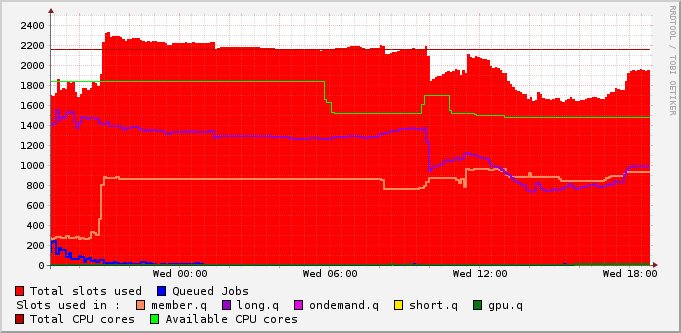 2400
2200
2000
1800
1600
1400
1200
1000
800
600
400
200
0
Wed 00:00 Wed 06:00 Wed 12:00 Wed 18:00
Total slots used Queued Jobs
Slots used in : member.q long.q ondemand.q short.q gpu.q
Total CPU cores Available CPU cores
RRDTOOL / TOBI OETIKER